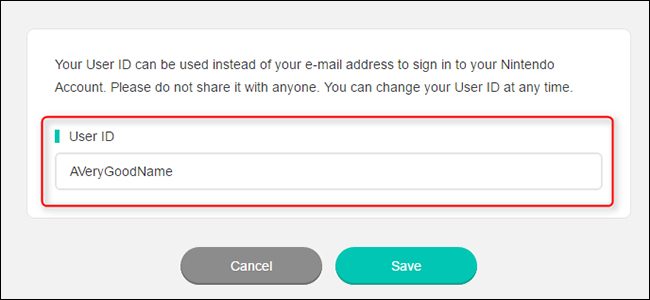 Your User ID can be used instead of your e-mail address to sign in to your Nintendo
Account. Please do not share it with anyone. You can change your User ID at any time.
User ID
AVeryGoodName
Cancel
Save